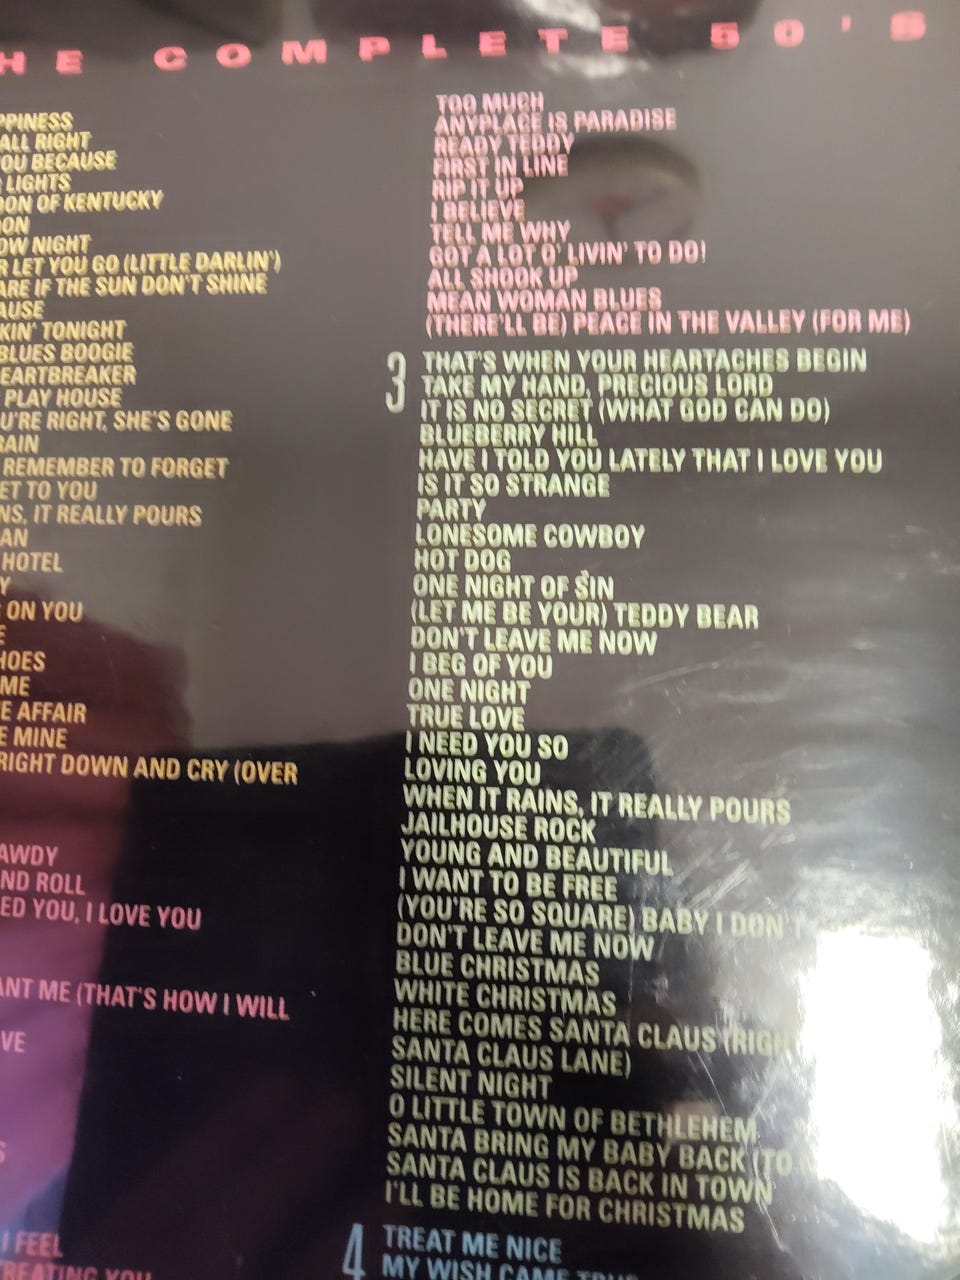 HE COMPLETE 50'S
PPINESS
ALL RIGHT
YOU BECAUSE
LIGHTS
OON OF KENTUCKY
OON
OW NIGHT
R LET YOU GO (LITTLE DARLIN')
ARE IF THE SUN DON'T SHINE
AUSE
KIN' TONIGHT
BLUES BOOGIE
EARTBREAKER
PLAY HOUSE
U'RE RIGHT, SHE'S GONE
RAIN
REMEMBER TO FORGET
ET TO YOU
NS, IT REALLY POURS
AN
HOTEL
Y
ON YOU
E
HOES
ME
E AFFAIR
E MINE
RIGHT DOWN AND CRY (OVER
AWDY
ND ROLL
ED YOU, I LOVE YOU
ANT ME (THAT'S HOW I WILL
VE
S
I FEEL
REATING YOU
TOO MUCH
ANYPLACE IS PARADISE
READY TEDDY
FIRST IN LINE
RIP IT UP
I BELIEVE
TELL ME WHY
GOT A LOT O' LIVIN' TO DO!
ALL SHOOK UP
MEAN WOMAN BLUES
(THERE'LL BE) PEACE IN THE VALLEY (FOR ME)
3 THAT'S WHEN YOUR HEARTACHES BEGIN
TAKE MY HAND, PRECIOUS LORD
IT IS NO SECRET (WHAT GOD CAN DO)
BLUEBERRY HILL
HAVE I TOLD YOU LATELY THAT I LOVE YOU
IS IT SO STRANGE
PARTY
LONESOME COWBOY
HOT DOG
ONE NIGHT OF SIN
(LET ME BE YOUR) TEDDY BEAR
DON'T LEAVE ME NOW
I BEG OF YOU
ONE NIGHT
TRUE LOVE
I NEED YOU SO
LOVING YOU
WHEN IT RAINS, IT REALLY POURS
JAILHOUSE ROCK
YOUNG AND BEAUTIFUL
I WANT TO BE FREE
(YOU'RE SO SQUARE) BABY I DON'T
DON'T LEAVE ME NOW
BLUE CHRISTMAS
WHITE CHRISTMAS
HERE COMES SANTA CLAUS (RIGH
SANTA CLAUS LANE)
SILENT NIGHT
O LITTLE TOWN OF BETHLEHEM
SANTA BRING MY BABY BACK (TO
SANTA CLAUS IS BACK IN TOWN
I'LL BE HOME FOR CHRISTMAS
4 TREAT ME NICE
MY WISH CAME TRUE